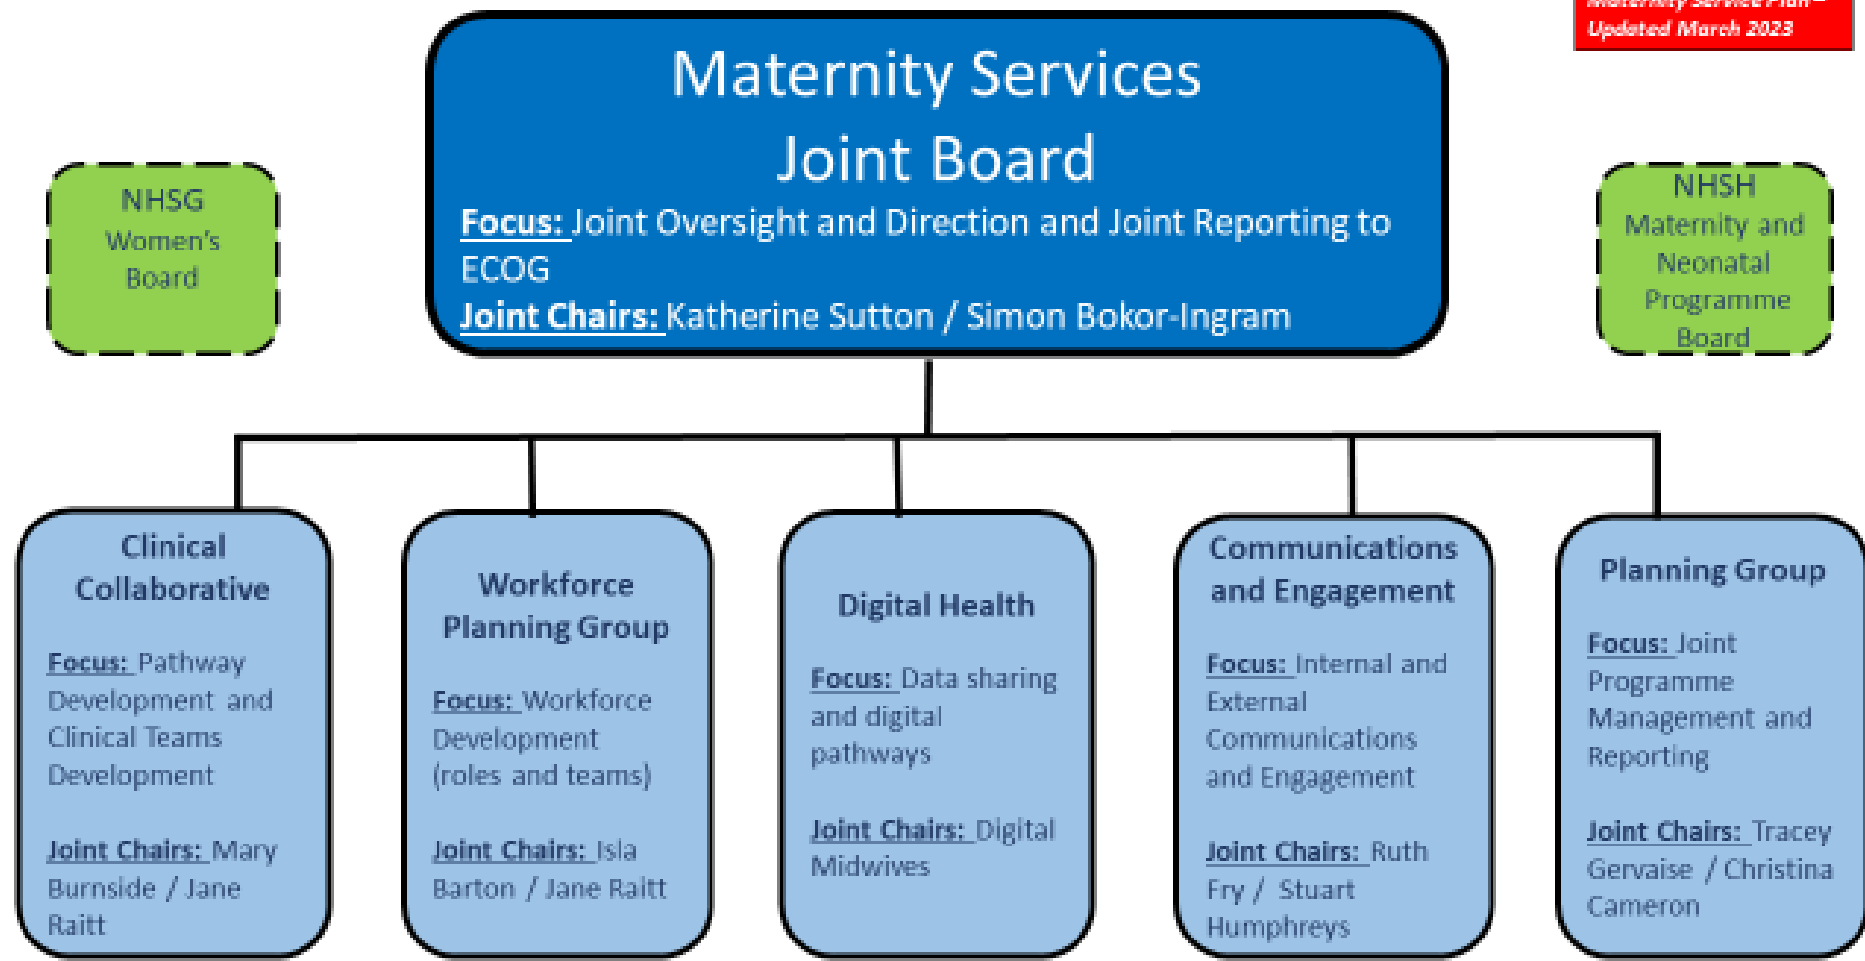 Maternity Service Plan –
Updated March 2023
Maternity Services
Joint Board
Focus: Joint Oversight and Direction and Joint Reporting to
ECOG
Joint Chairs: Katherine Sutton / Simon Bokor-Ingram
NHSG
Women's
Board
NHSH
Maternity and
Neonatal
Programme
Board
Clinical
Collaborative
Focus: Pathway
Development and
Clinical Teams
Development
Joint Chairs: Mary
Burnside / Jane
Raitt
Workforce
Planning Group
Focus: Workforce
Development
(roles and teams)
Joint Chairs: Isla
Barton / Jane Raitt
Digital Health
Focus: Data sharing
and digital
pathways
Joint Chairs: Digital
Midwives
Communications
and Engagement
Focus: Internal and
External
Communications
and Engagement
Joint Chairs: Ruth
Fry / Stuart
Humphreys
Planning Group
Focus: Joint
Programme
Management and
Reporting
Joint Chairs: Tracey
Gervaise / Christina
Cameron